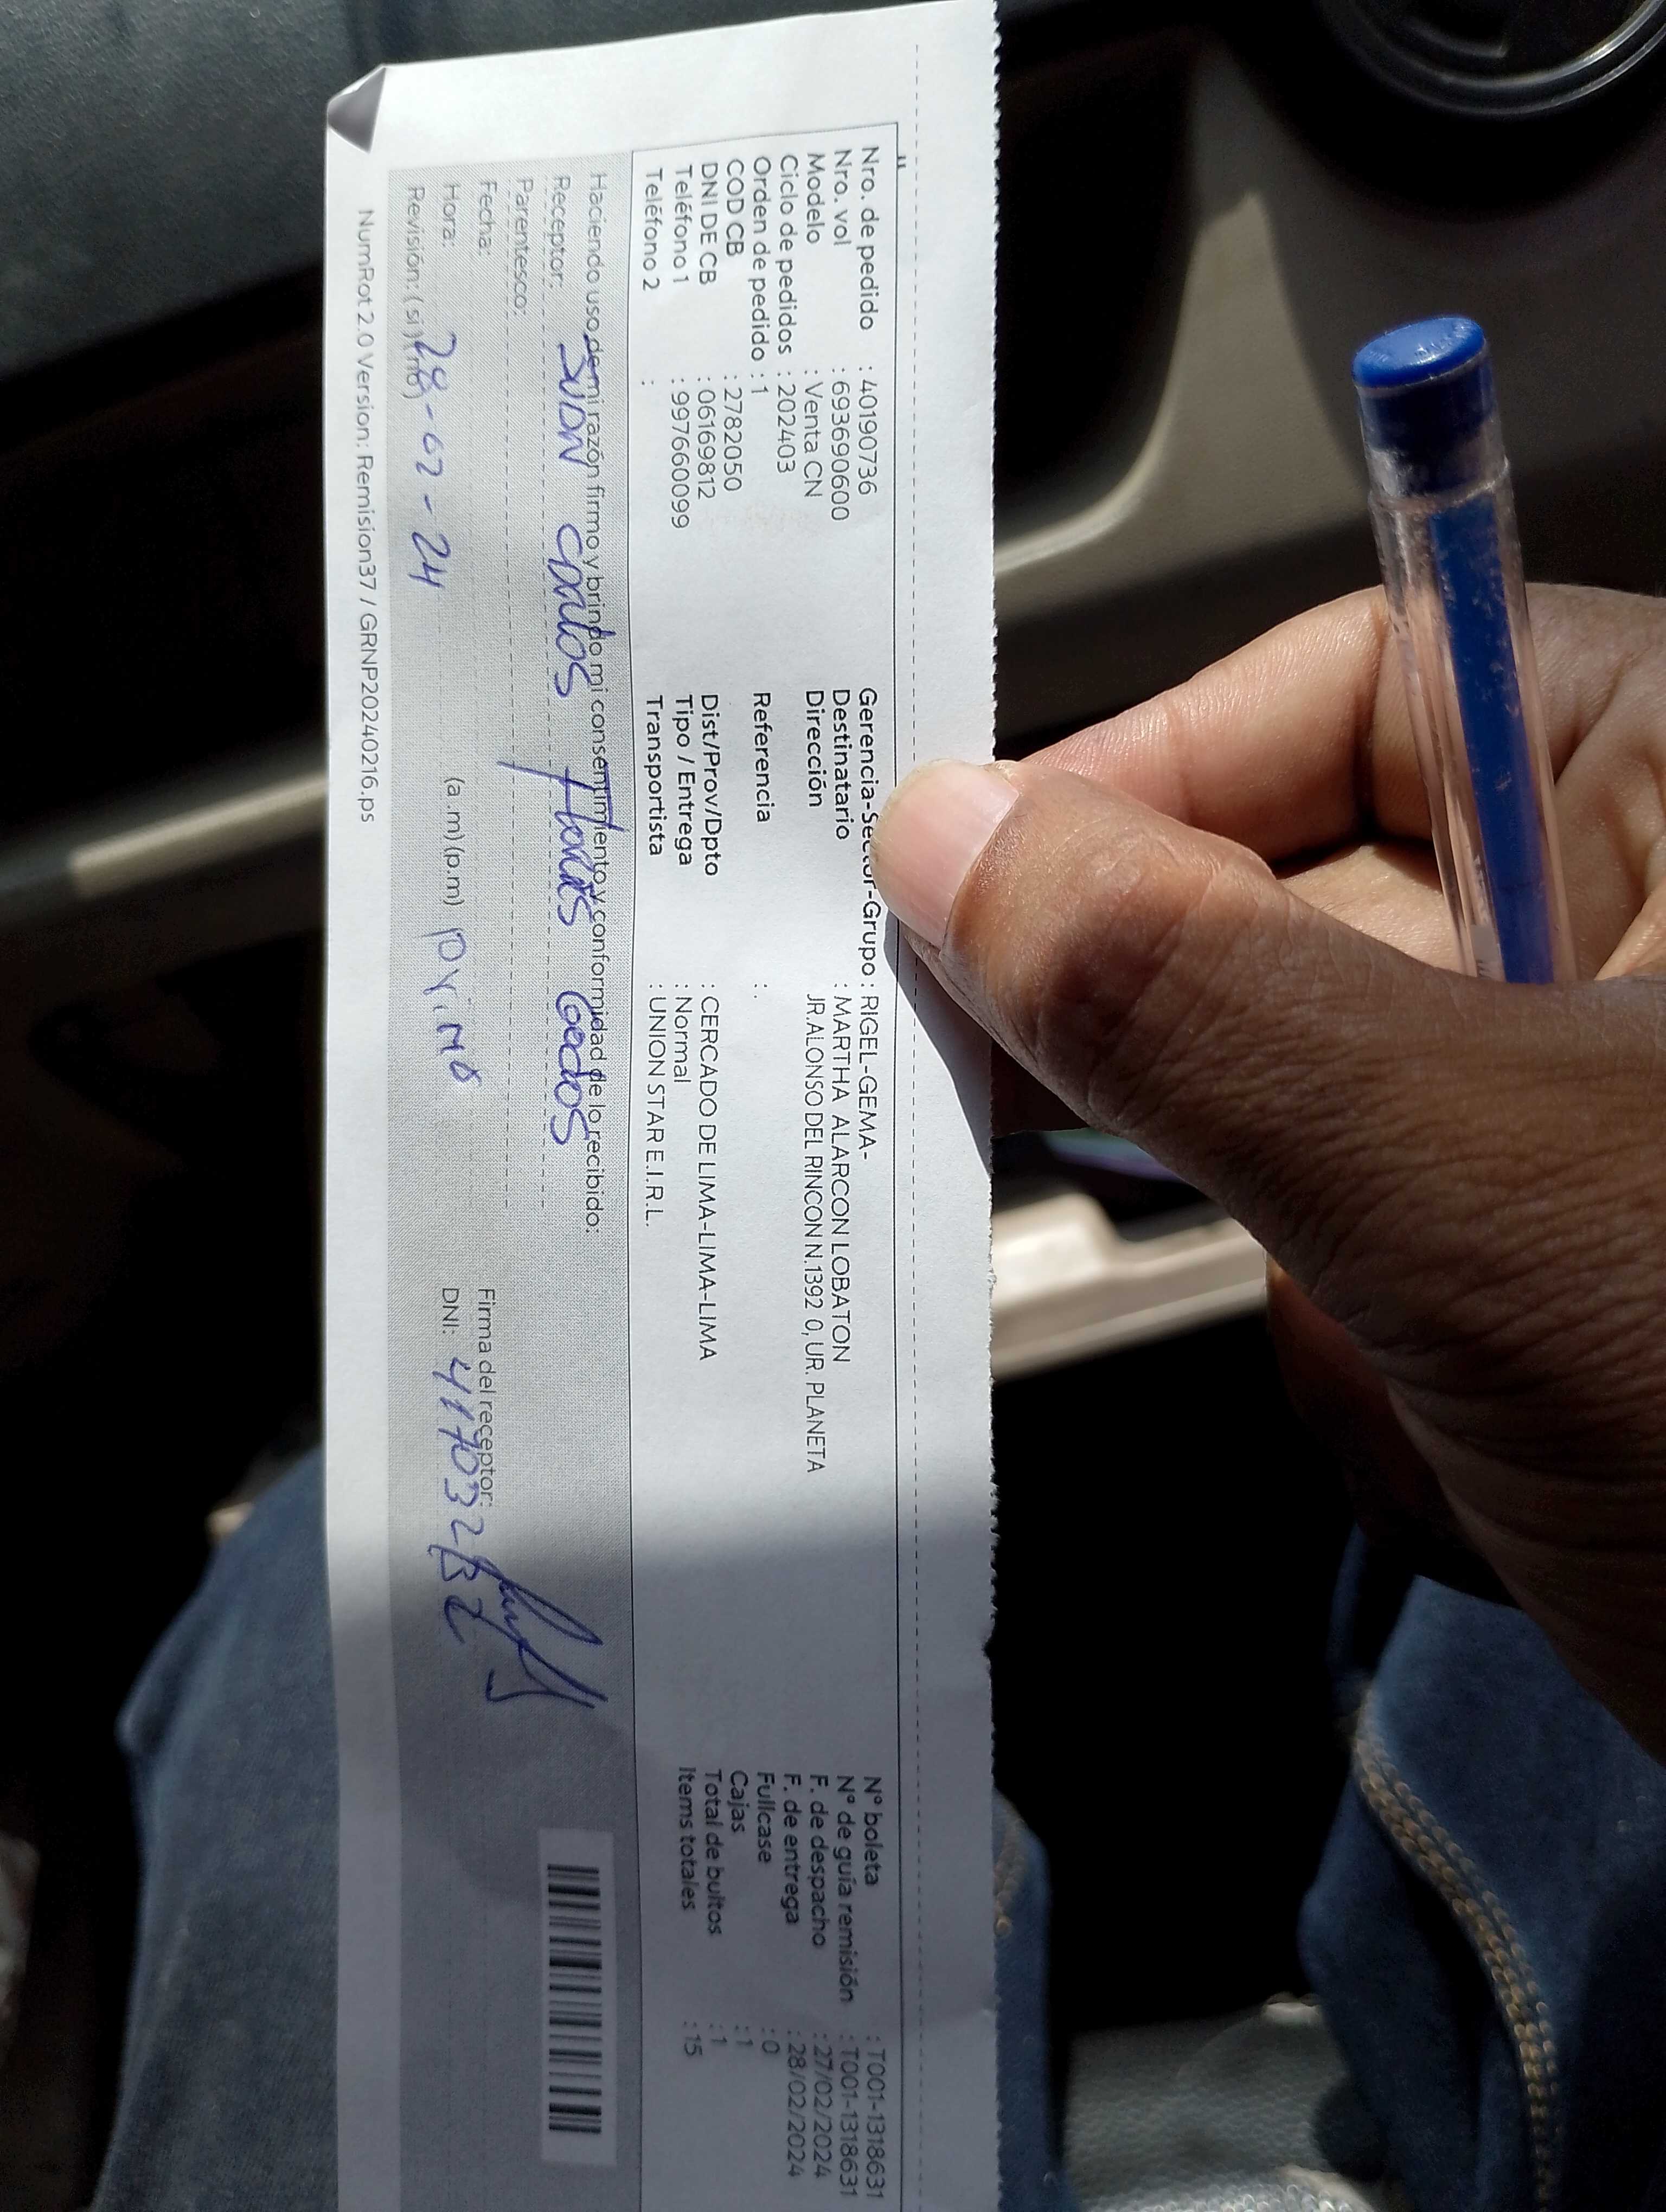 Nro. de pedido : 40190736 Gerencia-Sector-Grupo : RIGEL-GEMA- N° boleta : T001-1318631
Nro. vol : 693690600 Destinatario : MARTHA ALARCON LOBATON N° de guía remisión : T001-1318631
Modelo : Venta CN Dirección JR.ALONSO DEL RINCON N.1392 0, UR. PLANETA F. de despacho : 27/02/2024
Ciclo de pedidos : 202403 F. de entrega : 28/02/2024
Orden de pedido : 1 Referencia : . Fullcase : 0
COD CB : 2782050 Cajas : 1
DNI DE CB : 06169812 Dist/Prov/Dpto : CERCADO DE LIMA-LIMA-LIMA Total de bultos : 1
Teléfono 1 : 997660099 Tipo / Entrega : Normal Items totales : 15
Teléfono 2 : Transportista : UNION STAR E.I.R.L.
Haciendo uso de mi razón firmo y brindo mi consentimiento y conformidad de lo recibido:
Receptor: JUAN Flores
Parentesco:
Fecha: Firma del receptor:
Hora: (a.m)(p.m) DNI:
Revisión: (si)(no) 28-02-24
NumRot 2.0 Version: Remision37 / GRNP20240216.ps